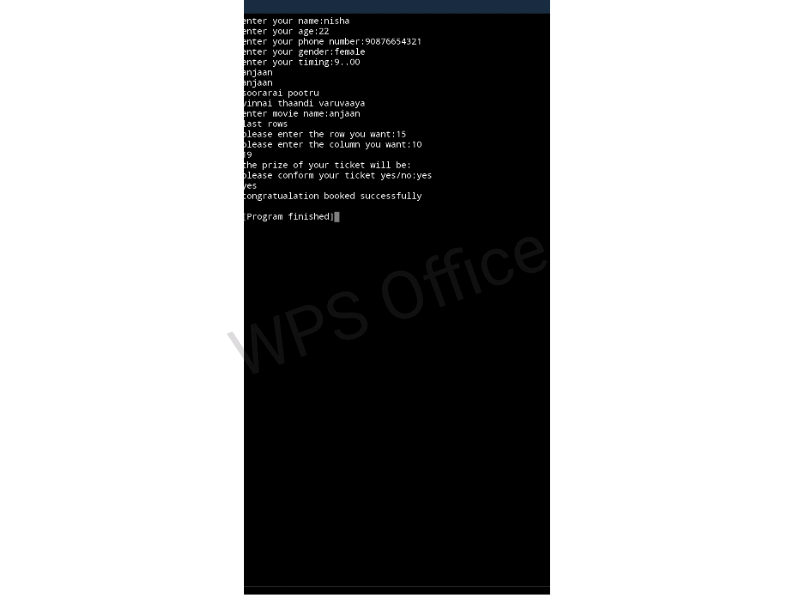 enter your name:nisha
enter your age:22
enter your phone number:90876654321
enter your gender:female
enter your timing:9..00
anjaan
anjaan
soorarai pootru
vinnai thaandi varuvaaya
enter movie name:anjaan
last rows
please enter the row you want:15
please enter the column you want:10
19
the prize of your ticket will be:
please conform your ticket yes/no:yes
yes
congratualation booked successfully
[Program finished]
WPS Office